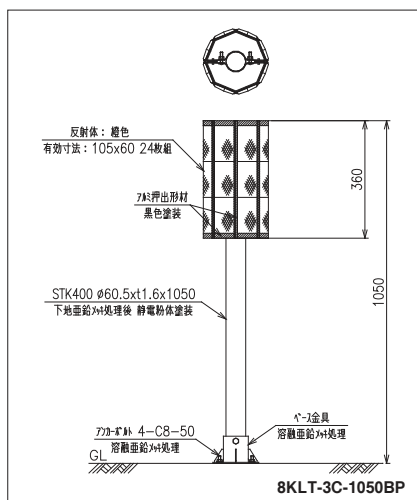 反射体：橙色
有効寸法：105x60 24枚組
ｱﾙﾐ押出形材
黒色塗装
360
1050
STK400 ø60.5xt1.6x1050
下地亜鉛ﾒｯｷ処理後 静電粉体塗装
ｱﾝｶｰﾎﾞﾙﾄ 4-C8-50
溶融亜鉛ﾒｯｷ処理
ﾍﾞｰｽ金具
溶融亜鉛ﾒｯｷ処理
GL
8KLT-3C-1050BP